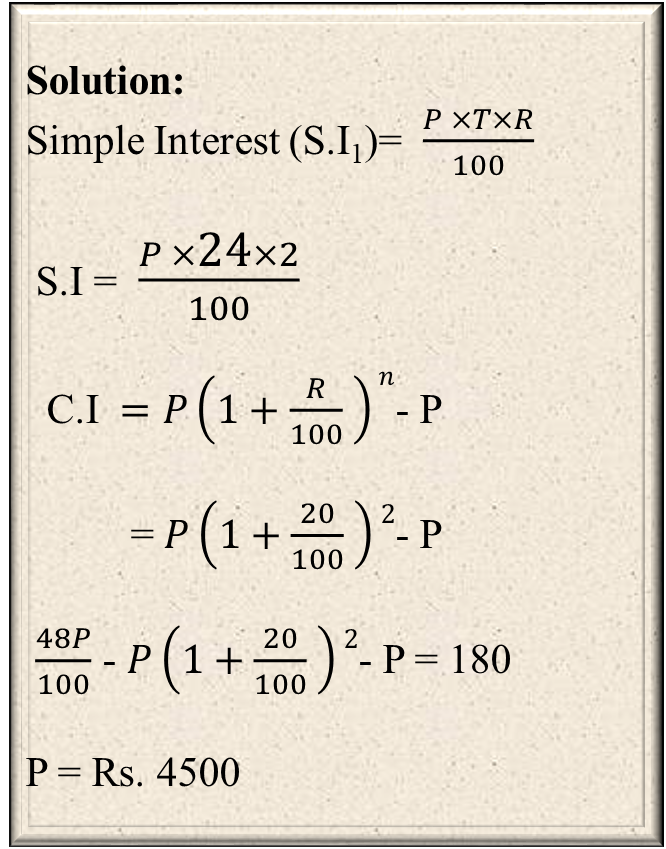 Solution:
Simple Interest (S.I₁)= P ×T×R / 100
S.I = P ×24×2 / 100
C.I = P(1 + R/100)ⁿ- P
= P(1 + 20/100)²- P
48P/100 - P(1 + 20/100)²- P = 180
P = Rs. 4500